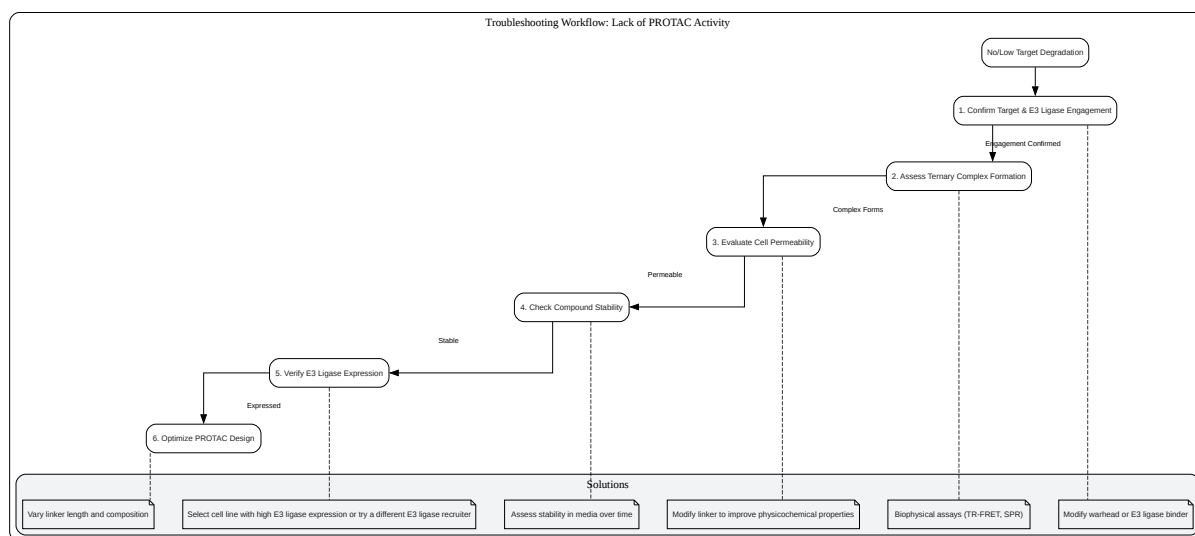 Troubleshooting Workflow: Lack of PROTAC Activity
No/Low Target Degradation
1. Confirm Target & E3 Ligase Engagement
Engagement Confirmed
2. Assess Ternary Complex Formation
Complex Forms
3. Evaluate Cell Permeability
Permeable
4. Check Compound Stability
Stable
5. Verify E3 Ligase Expression
Expressed
6. Optimize PROTAC Design
Solutions
Vary linker length and composition
Select cell line with high E3 ligase expression or try a different E3 ligase recruiter
Assess stability in media over time
Modify linker to improve physicochemical properties
Biophysical assays (TR-FRET, SPR)
Modify warhead or E3 ligase binder